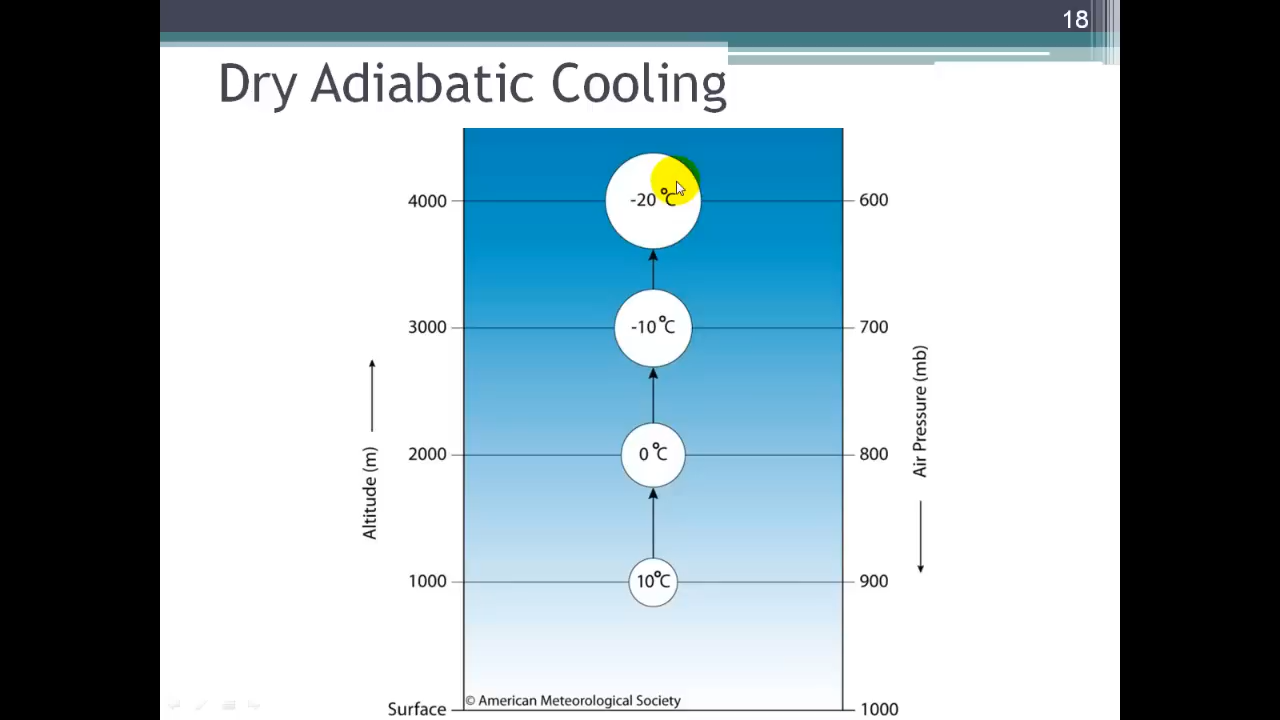 18
Dry Adiabatic Cooling
4000
-20 °C
600
3000
-10 °C
700
Altitude (m)
Air Pressure (mb)
2000
0 °C
800
1000
10°C
900
© American Meteorological Society
Surface
1000